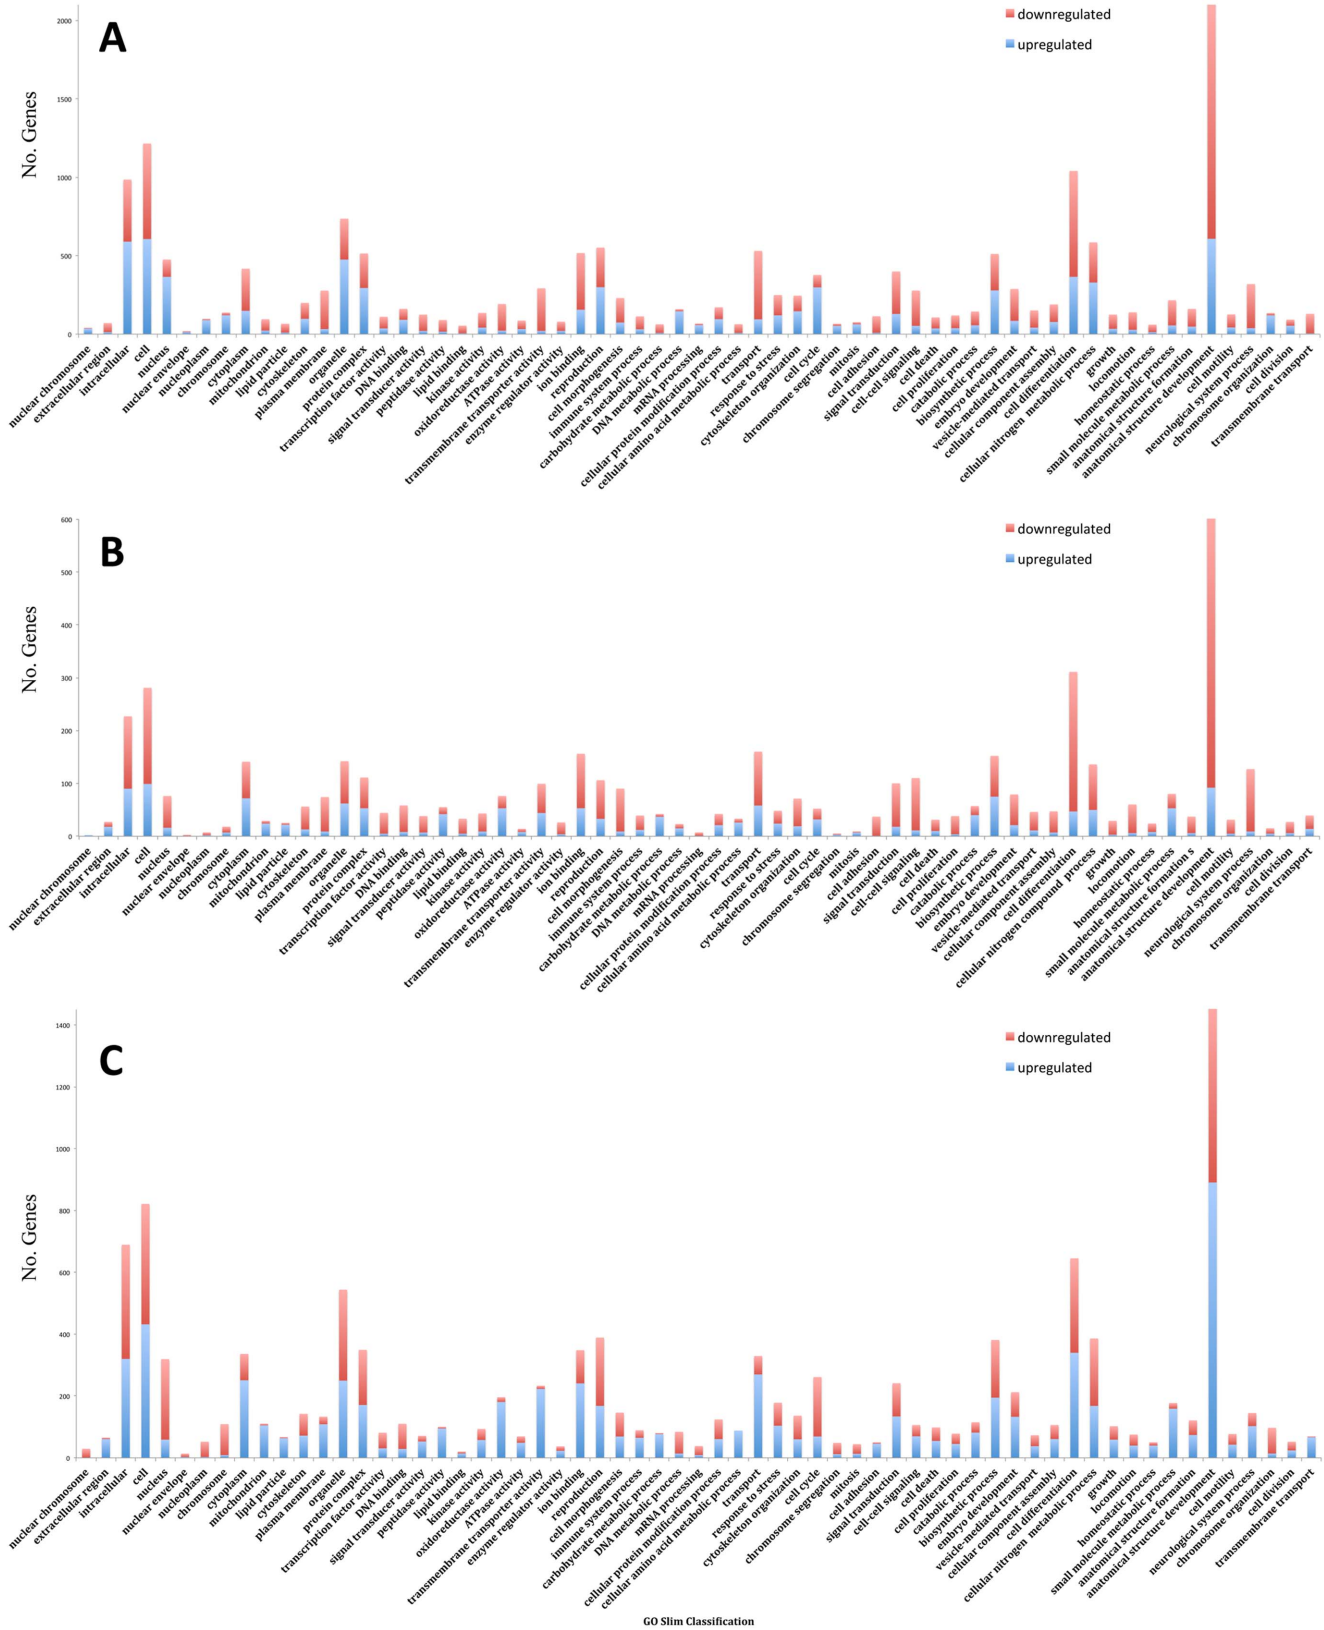 A
downregulated
upregulated
No. Genes
2000
1500
1000
500
0
nuclear chromosome
extracellular region
intracellular
cell
nucleus
nuclear envelope
nucleoplasm
chromosome
cytoplasm
mitochondrion
lipid particle
cytoskeleton
plasma membrane
organelle
protein complex
transcription factor activity
DNA binding
signal transducer activity
peptidase activity
lipid binding
kinase activity
oxidoreductase activity
ATPase activity
transmembrane transporter activity
enzyme regulator activity
ion binding
reproduction
cell morphogenesis
immune system process
carbohydrate metabolic process
DNA metabolic process
mRNA processing
cellular protein modification process
cellular amino acid metabolic process
transport
response to stress
cytoskeleton organization
cell cycle
chromosome segregation
mitosis
cell adhesion
signal transduction
cell-cell signaling
cell death
cell proliferation
catabolic process
biosynthetic process
embryo development
vesicle-mediated transport
cellular component assembly
cell differentiation
cellular nitrogen metabolic process
growth
locomotion
homeostatic process
small molecule metabolic process
anatomical structure formation
anatomical structure development
cell motility
neurological system process
chromosome organization
cell division
transmembrane transport
B
downregulated
upregulated
No. Genes
600
500
400
300
200
100
0
nuclear chromosome
extracellular region
intracellular
cell
nucleus
nuclear envelope
nucleoplasm
chromosome
cytoplasm
mitochondrion
lipid particle
cytoskeleton
plasma membrane
organelle
protein complex
transcription factor activity
DNA binding
signal transducer activity
peptidase activity
lipid binding
kinase activity
oxidoreductase activity
ATPase activity
transmembrane transporter activity
enzyme regulator activity
ion binding
reproduction
cell morphogenesis
immune system process
carbohydrate metabolic process
DNA metabolic process
mRNA processing
cellular protein modification process
cellular amino acid metabolic process
transport
response to stress
cytoskeleton organization
cell cycle
chromosome segregation
mitosis
cell adhesion
signal transduction
cell-cell signaling
cell death
cell proliferation
catabolic process
biosynthetic process
embryo development
vesicle-mediated transport
cellular component assembly
cell differentiation
cellular nitrogen compound process
growth
locomotion
homeostatic process
small molecule metabolic process
anatomical structure formation s
anatomical structure development
cell motility
neurological system process
chromosome organization
cell division
transmembrane transport
C
downregulated
upregulated
No. Genes
1400
1200
1000
800
600
400
200
0
nuclear chromosome
extracellular region
intracellular
cell
nucleus
nuclear envelope
nucleoplasm
chromosome
cytoplasm
mitochondrion
lipid particle
cytoskeleton
plasma membrane
organelle
protein complex
transcription factor activity
DNA binding
signal transducer activity
peptidase activity
lipid binding
kinase activity
oxidoreductase activity
ATPase activity
transmembrane transporter activity
enzyme regulator activity
ion binding
reproduction
cell morphogenesis
immune system process
carbohydrate metabolic process
DNA metabolic process
mRNA processing
cellular protein modification process
cellular amino acid metabolic process
transport
response to stress
cytoskeleton organization
cell cycle
chromosome segregation
mitosis
cell adhesion
signal transduction
cell-cell signaling
cell death
cell proliferation
catabolic process
biosynthetic process
embryo development
vesicle-mediated transport
cellular component assembly
cell differentiation
cellular nitrogen metabolic process
growth
locomotion
homeostatic process
small molecule metabolic process
anatomical structure formation
anatomical structure development
cell motility
neurological system process
chromosome organization
cell division
transmembrane transport
GO Slim Classification